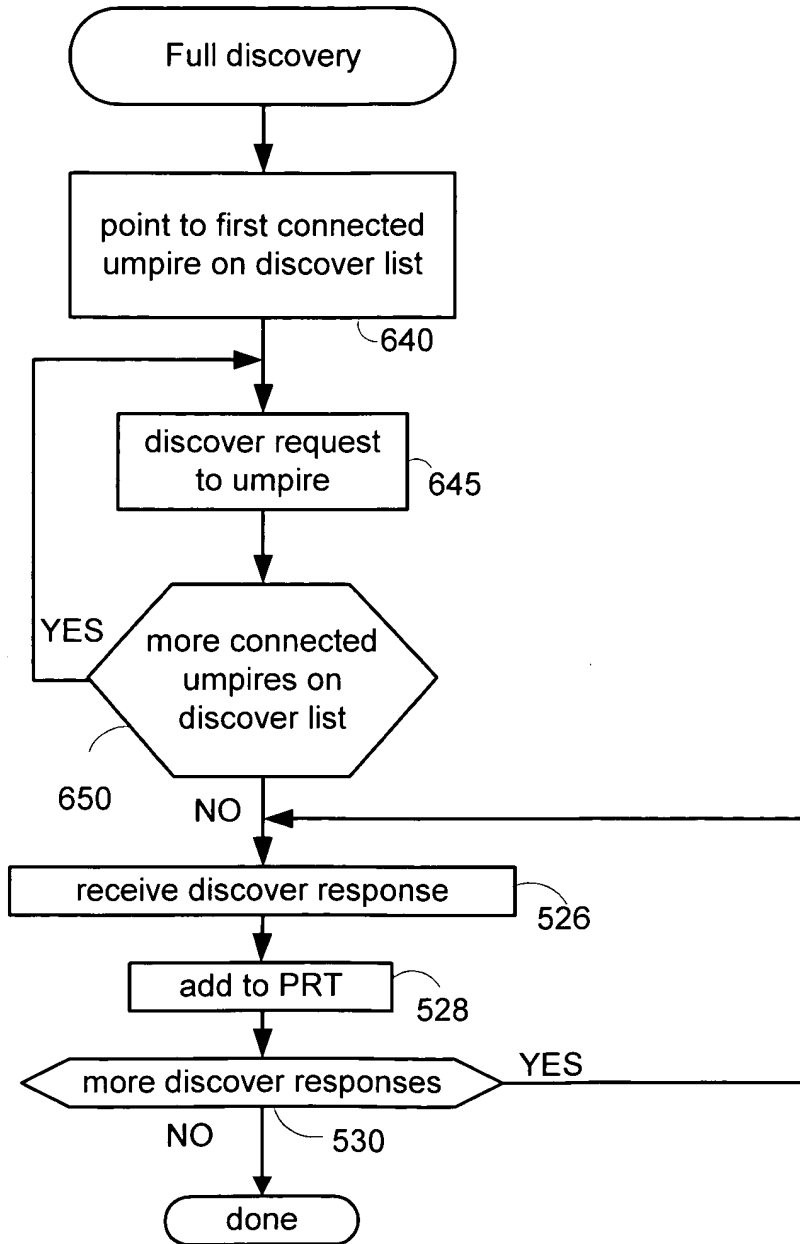 Full discovery
point to first connected
umpire on discover list
640
discover request
to umpire
645
YES
more connected
umpires on
discover list
650
NO
receive discover response
526
add to PRT
528
more discover responses
YES
530
NO
done